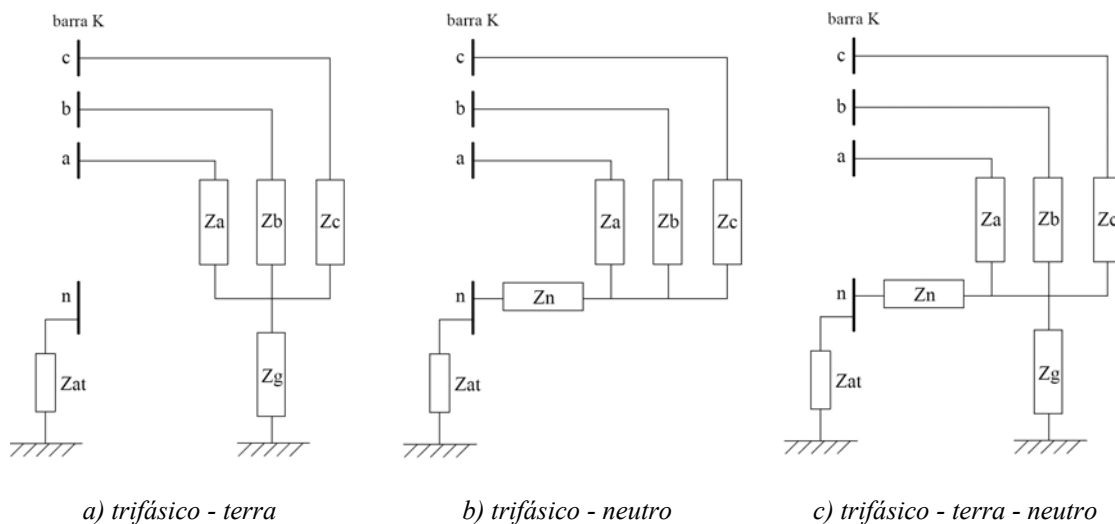 barra K
c
b
a
Za
Zb
Zc
n
Zat
Zg
a) trifásico - terra
barra K
c
b
a
Za
Zb
Zc
n
Zn
Zat
b) trifásico - neutro
barra K
c
b
a
Za
Zb
Zc
n
Zn
Zat
Zg
c) trifásico - terra - neutro